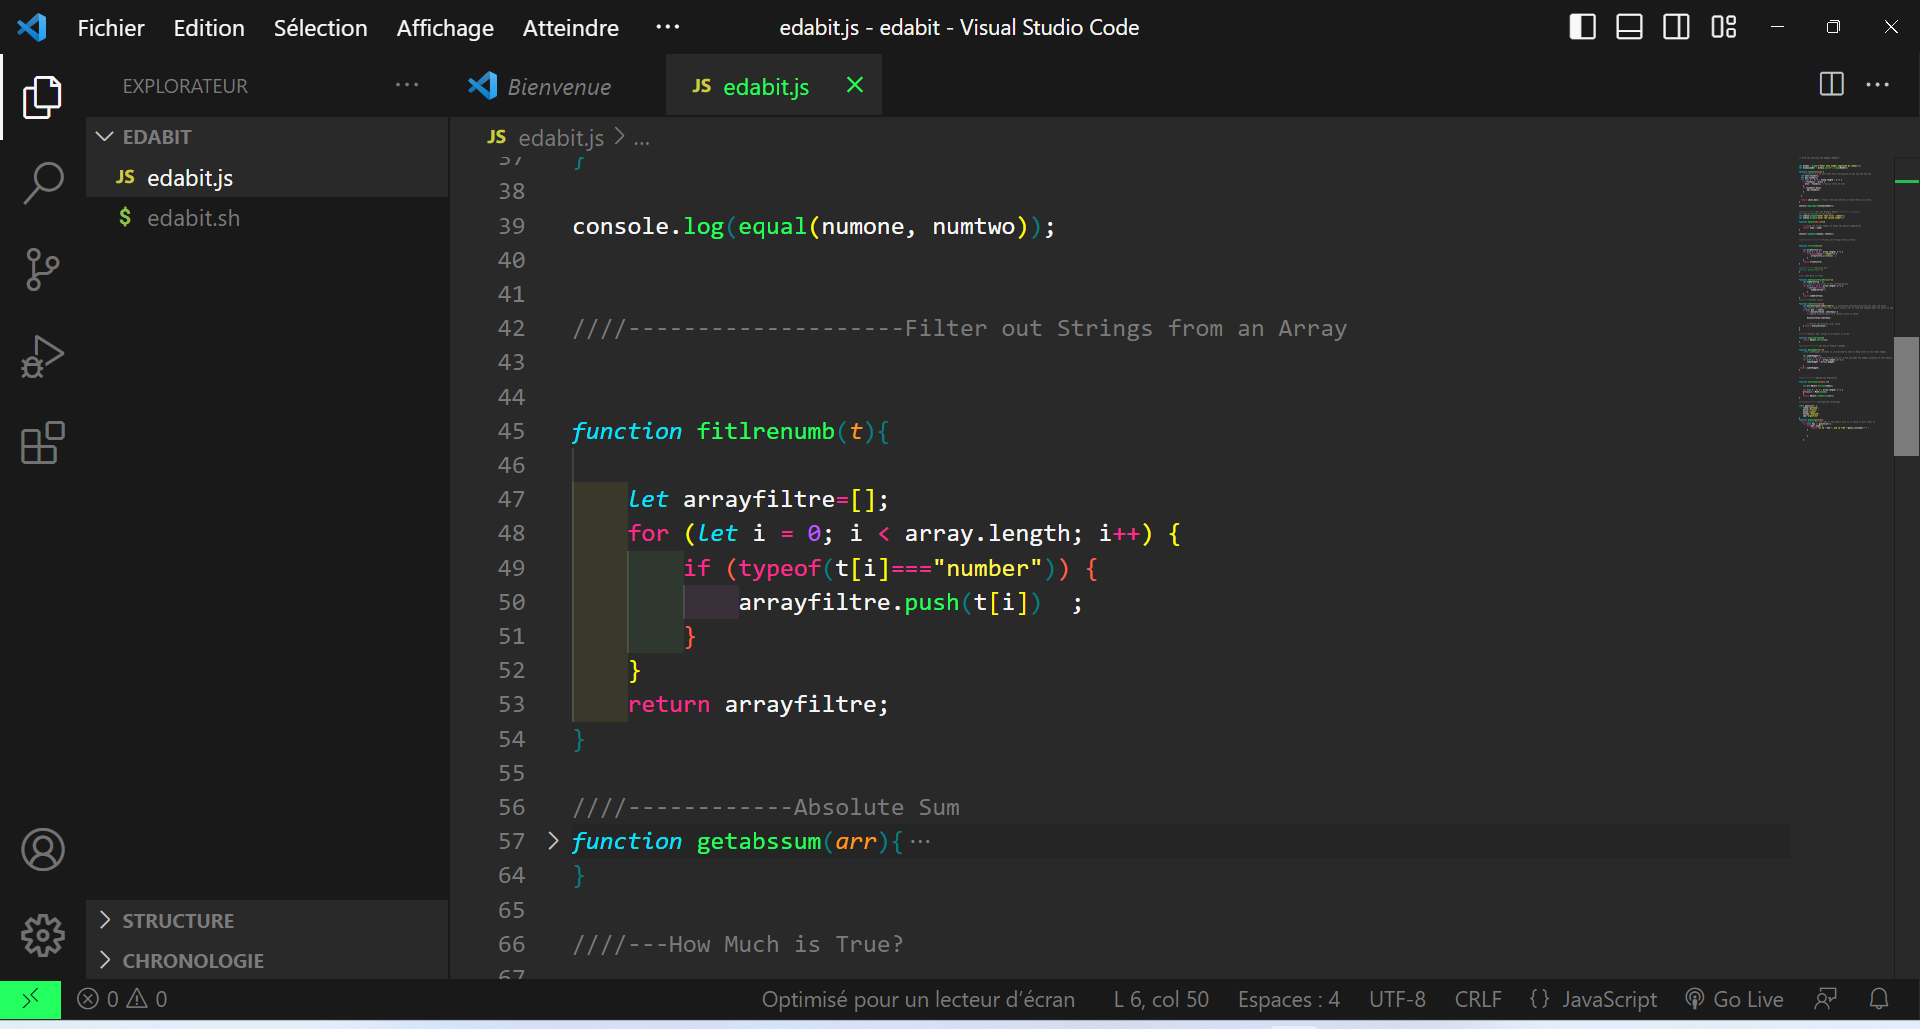 Fichier Edition Sélection Affichage Atteindre ··· edabit.js - edabit - Visual Studio Code
EXPLORATEUR ···
Bienvenue
JS edabit.js
EDABIT
JS edabit.js
$ edabit.sh
JS edabit.js > ...
37 }
38
39 console.log(equal(numone, numtwo));
40
41
42 ////--------------------Filter out Strings from an Array
43
44
45 function fitlrenumb(t){
46
47 let arrayfiltre=[];
48 for (let i = 0; i < array.length; i++) {
49 if (typeof(t[i]==="number")) {
50 arrayfiltre.push(t[i])  ;
51 }
52 }
53 return arrayfiltre;
54 }
55
56 ////------------Absolute Sum
57 function getabssum(arr){ ···
64 }
65
66 ////---How Much is True?
67
STRUCTURE
CHRONOLOGIE
0 0 Optimisé pour un lecteur d’écran L 6, col 50 Espaces : 4 UTF-8 CRLF {} JavaScript Go Live